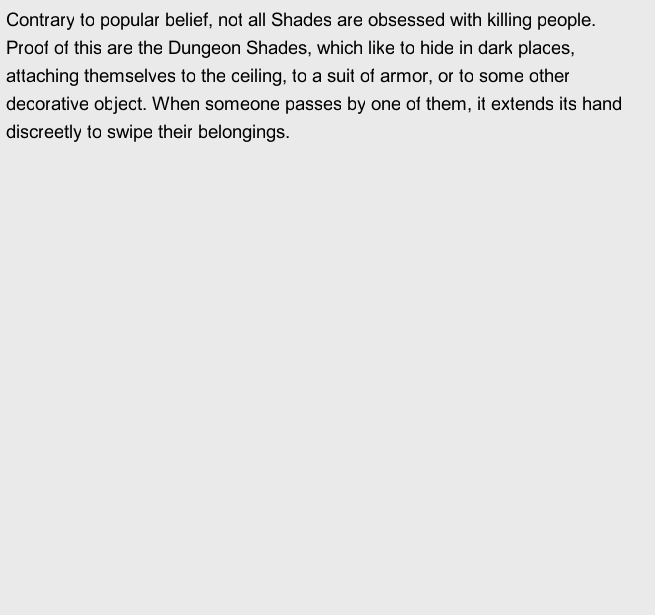 Contrary to popular belief, not all Shades are obsessed with killing people.
Proof of this are the Dungeon Shades, which like to hide in dark places,
attaching themselves to the ceiling, to a suit of armor, or to some other
decorative object. When someone passes by one of them, it extends its hand
discreetly to swipe their belongings.